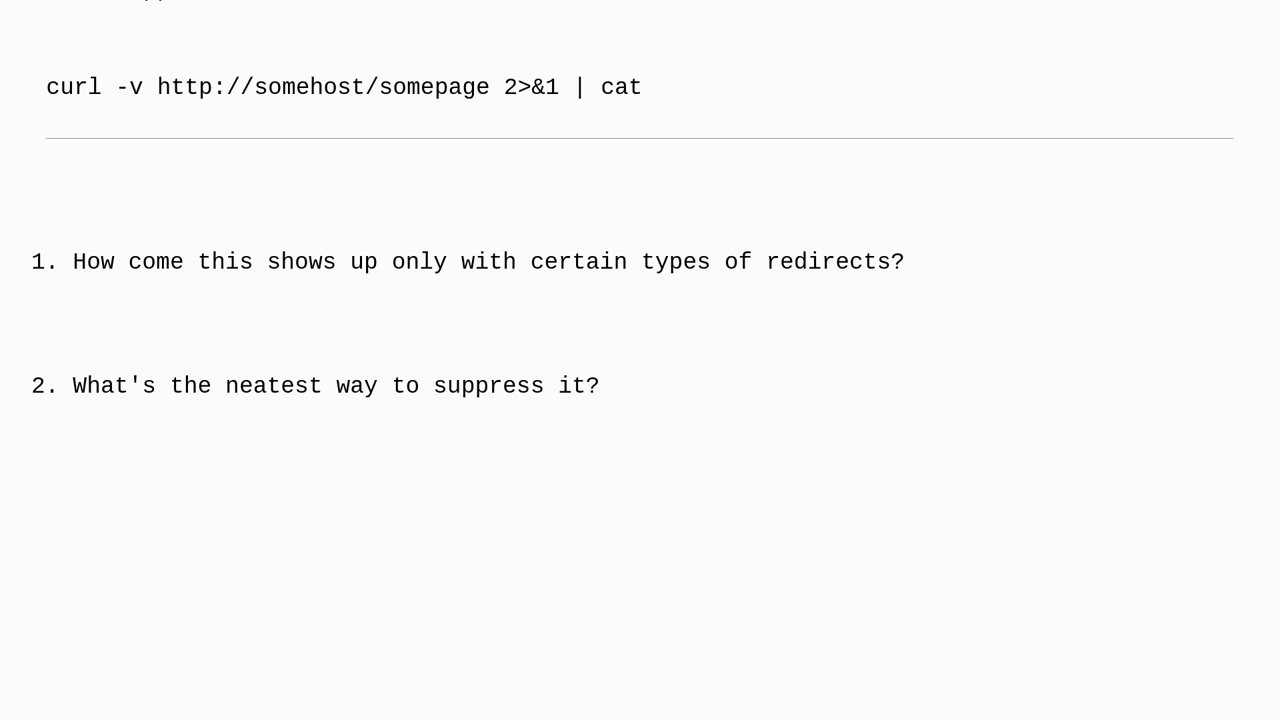 curl -v http://somehost/somepage 2>&1 | cat
1. How come this shows up only with certain types of redirects?
2. What's the neatest way to suppress it?